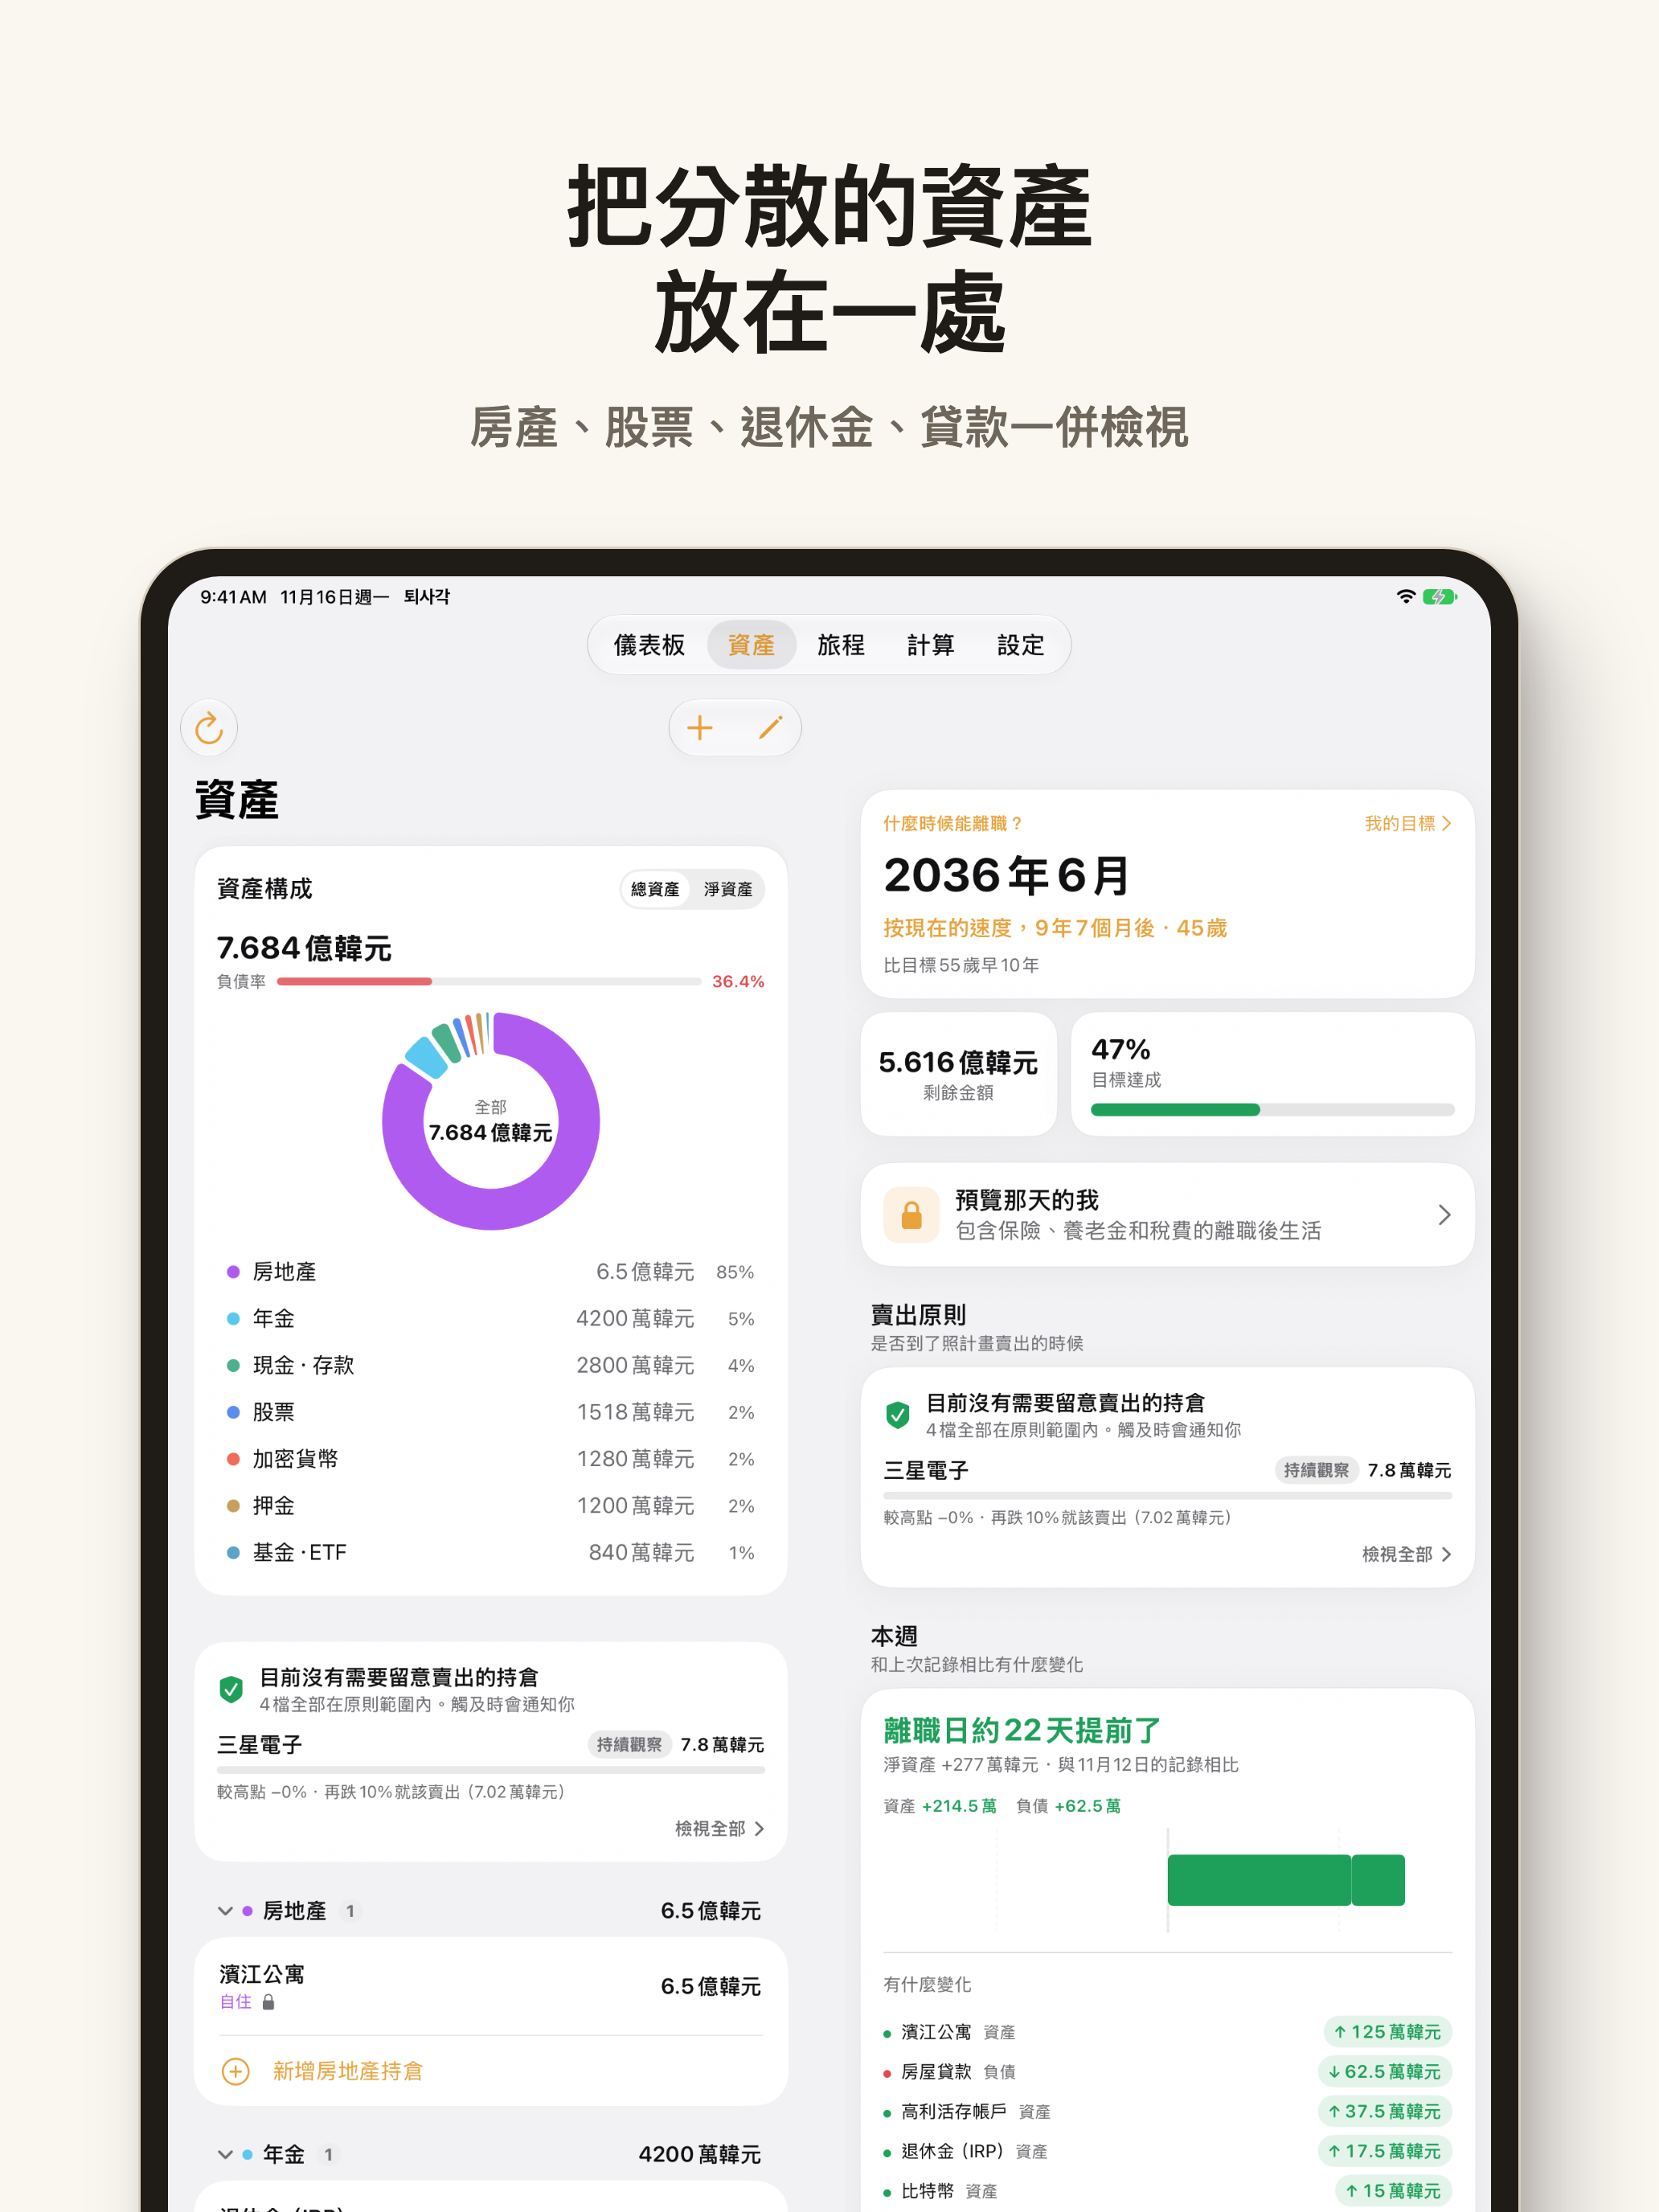 把分散的資產
放在一處
房產、股票、退休金、貸款一併檢視
9:41 AM 11月16日週一 퇴사각
儀表板 資產 旅程 計算 設定
資產
資產構成 總資產 淨資產
7.684 億韓元
負債率 36.4%
全部
7.684 億韓元
房地產 6.5 億韓元 85%
年金 4200 萬韓元 5%
現金 · 存款 2800 萬韓元 4%
股票 1518 萬韓元 2%
加密貨幣 1280 萬韓元 2%
押金 1200 萬韓元 2%
基金 · ETF 840 萬韓元 1%
目前沒有需要留意賣出的持倉
4 檔全部在原則範圍內。觸及時會通知你
三星電子 持續觀察 7.8 萬韓元
較高點 −0% · 再跌 10% 就該賣出（7.02 萬韓元）
檢視全部
房地產 1 6.5 億韓元
濱江公寓 6.5 億韓元
自住
新增房地產持倉
年金 1 4200 萬韓元
什麼時候能離職？ 我的目標
2036 年 6 月
按現在的速度，9 年 7 個月後 · 45 歲
比目標 55 歲早 10 年
5.616 億韓元
剩餘金額
47%
目標達成
預覽那天的我
包含保險、養老金和稅費的離職後生活
賣出原則
是否到了照計畫賣出的時候
目前沒有需要留意賣出的持倉
4 檔全部在原則範圍內。觸及時會通知你
三星電子 持續觀察 7.8 萬韓元
較高點 −0% · 再跌 10% 就該賣出（7.02 萬韓元）
檢視全部
本週
和上次記錄相比有什麼變化
離職日約 22 天提前了
淨資產 +277 萬韓元 · 與 11月12日的記錄相比
資產 +214.5 萬 負債 +62.5 萬
有什麼變化
濱江公寓 資產 ↑ 125 萬韓元
房屋貸款 負債 ↓ 62.5 萬韓元
高利活存帳戶 資產 ↑ 37.5 萬韓元
退休金（IRP） 資產 ↑ 17.5 萬韓元
比特幣 資產 ↑ 15 萬韓元